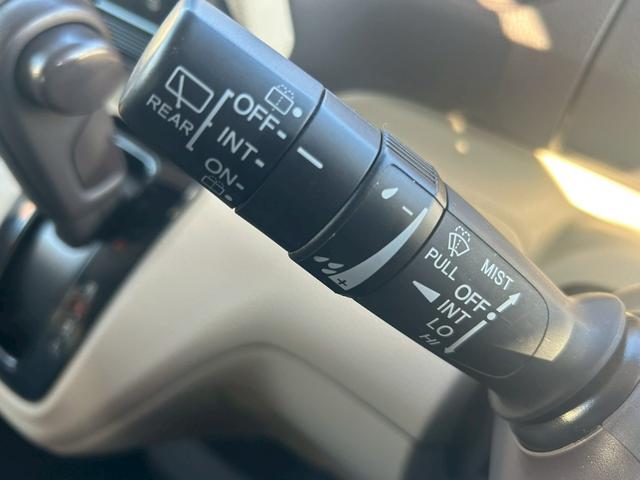 REAR
OFF
INT
ON
-
+
PULL
MIST
OFF
INT
LO
HI